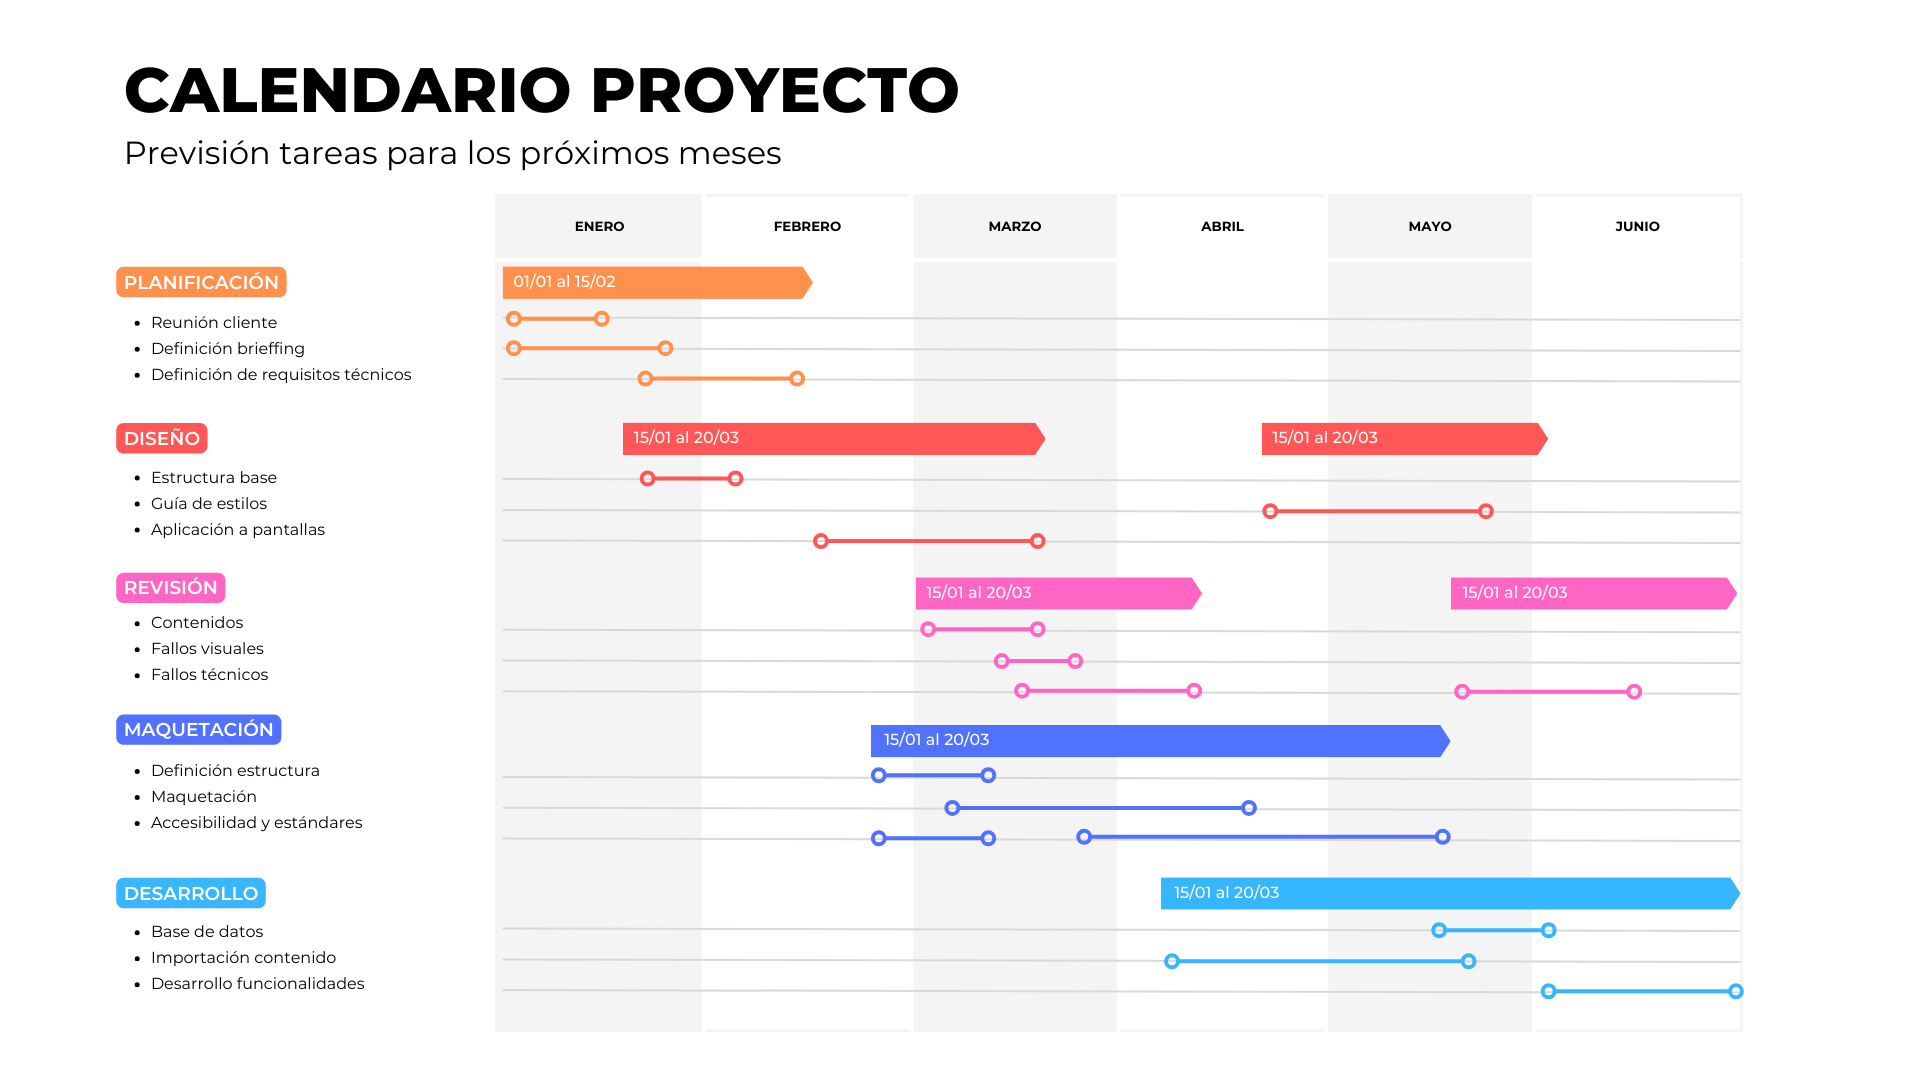 CALENDARIO PROYECTO
Previsión tareas para los próximos meses
ENERO FEBRERO MARZO ABRIL MAYO JUNIO
PLANIFICACIÓN
01/01 al 15/02
Reunión cliente
Definición brieffing
Definición de requisitos técnicos
DISEÑO
15/01 al 20/03 15/01 al 20/03
Estructura base
Guía de estilos
Aplicación a pantallas
REVISIÓN
15/01 al 20/03 15/01 al 20/03
Contenidos
Fallos visuales
Fallos técnicos
MAQUETACIÓN
15/01 al 20/03
Definición estructura
Maquetación
Accesibilidad y estándares
DESARROLLO
15/01 al 20/03
Base de datos
Importación contenido
Desarrollo funcionalidades